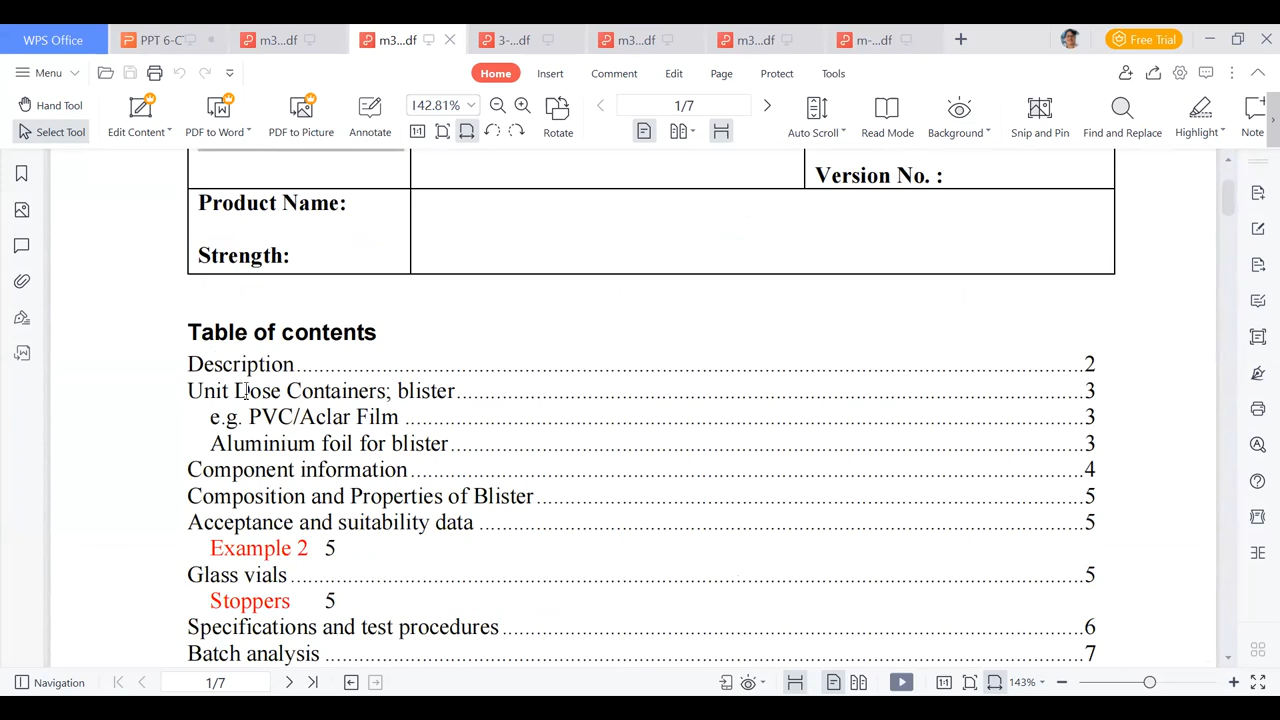 WPS Office
PPT 6-C
m3...df
m3...df
3-...df
m3...df
m3...df
m-...df
Free Trial
Menu
Home
Insert
Comment
Edit
Page
Protect
Tools
Hand Tool
Select Tool
Edit Content
PDF to Word
PDF to Picture
Annotate
142.81%
Rotate
1/7
Auto Scroll
Read Mode
Background
Snip and Pin
Find and Replace
Highlight
Note
Version No. :
Product Name:
Strength:
Table of contents
Description 2
Unit Dose Containers; blister 3
e.g. PVC/Aclar Film 3
Aluminium foil for blister 3
Component information 4
Composition and Properties of Blister 5
Acceptance and suitability data 5
Example 2 5
Glass vials 5
Stoppers 5
Specifications and test procedures 6
Batch analysis 7
Navigation
1/7
143%